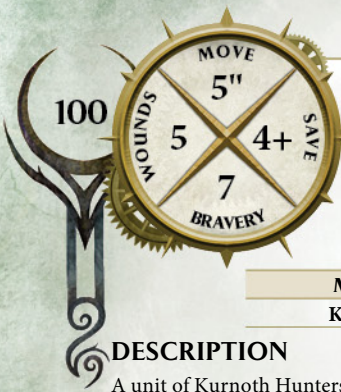 100
MOVE
5"
WOUNDS
5
4+
SAVE
7
BRAVERY
M
K
DESCRIPTION
A unit of Kurnoth Hunters